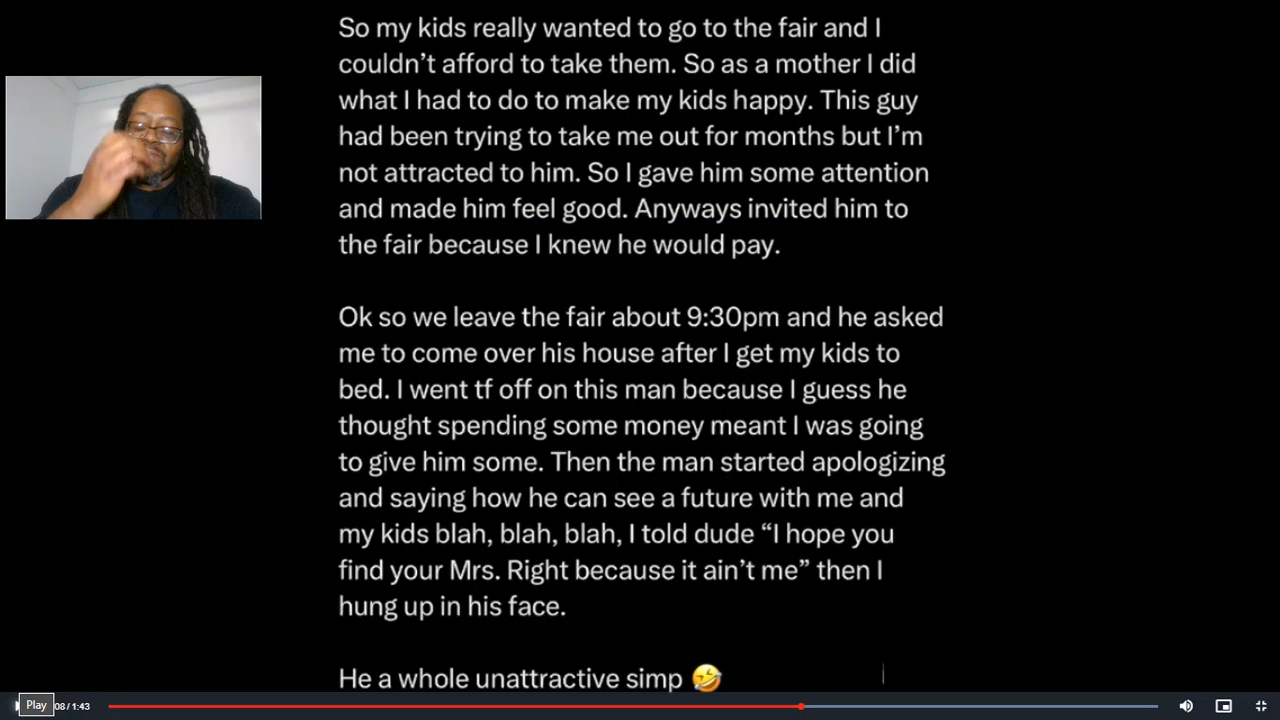 So my kids really wanted to go to the fair and I
couldn’t afford to take them. So as a mother I did
what I had to do to make my kids happy. This guy
had been trying to take me out for months but I’m
not attracted to him. So I gave him some attention
and made him feel good. Anyways invited him to
the fair because I knew he would pay.
Ok so we leave the fair about 9:30pm and he asked
me to come over his house after I get my kids to
bed. I went tf off on this man because I guess he
thought spending some money meant I was going
to give him some. Then the man started apologizing
and saying how he can see a future with me and
my kids blah, blah, blah, I told dude “I hope you
find your Mrs. Right because it ain’t me” then I
hung up in his face.
He a whole unattractive simp 🤣
Play 08 / 1:43